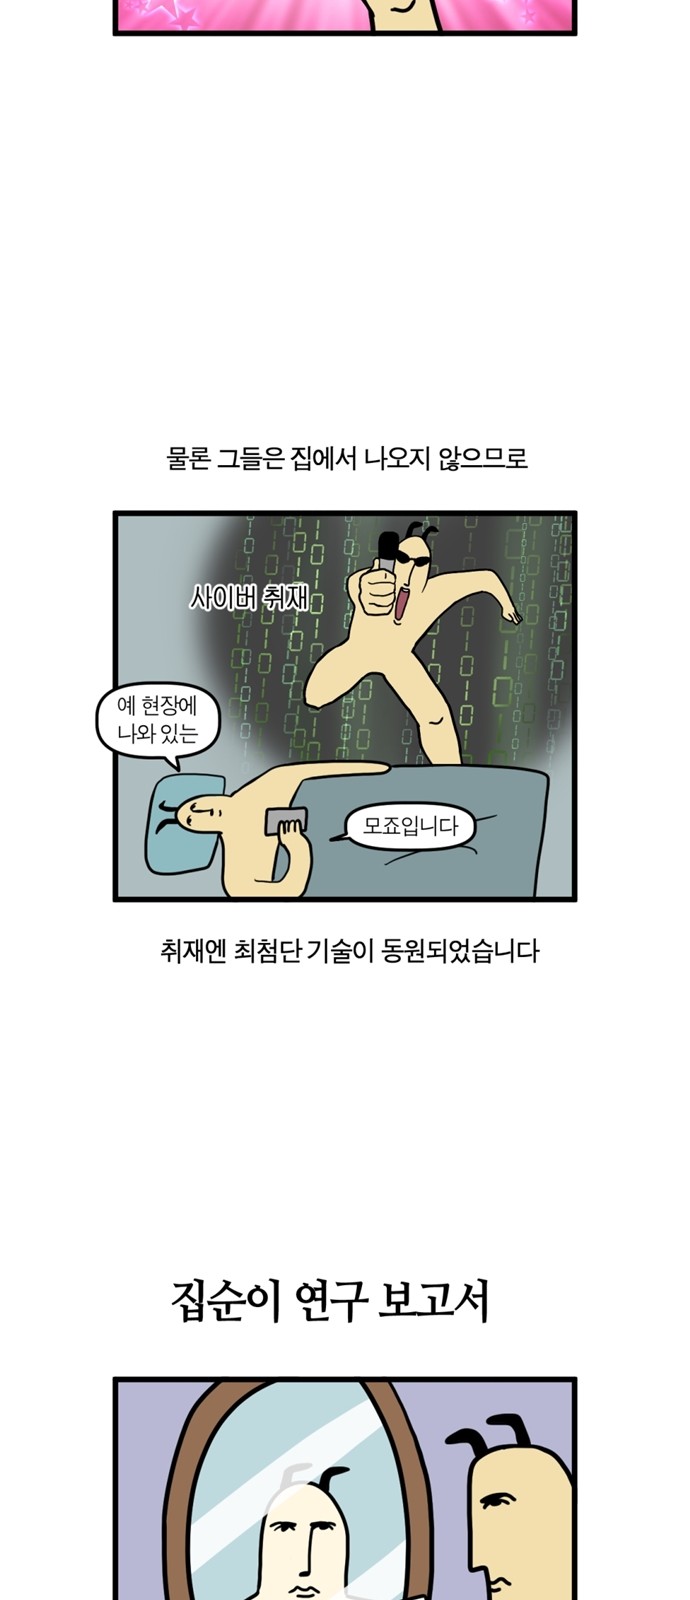 물론 그들은 집에서 나오지 않으므로
사이버 취재
예 현장에
나와 있는
모죠입니다
취재엔 최첨단 기술이 동원되었습니다
집순이 연구 보고서